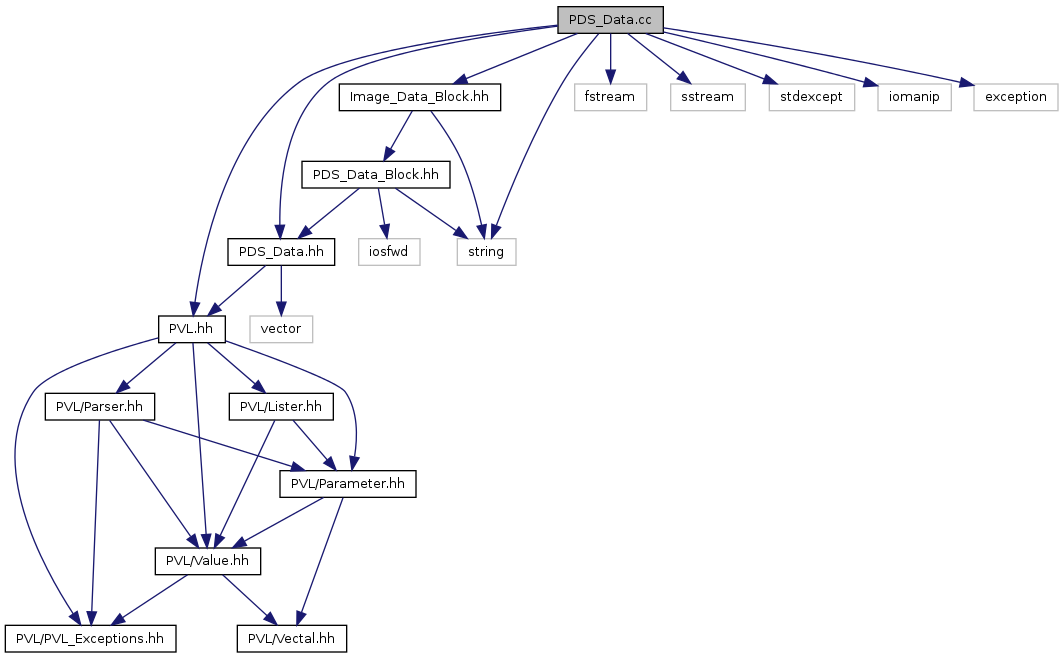 PDS_Data.cc
Image_Data_Block.hh
fstream
sstream
stdexcept
iomanip
exception
PDS_Data_Block.hh
PDS_Data.hh
iosfwd
string
PVL.hh
vector
PVL/Parser.hh
PVL/Lister.hh
PVL/Parameter.hh
PVL/Value.hh
PVL/PVL_Exceptions.hh
PVL/Vectal.hh